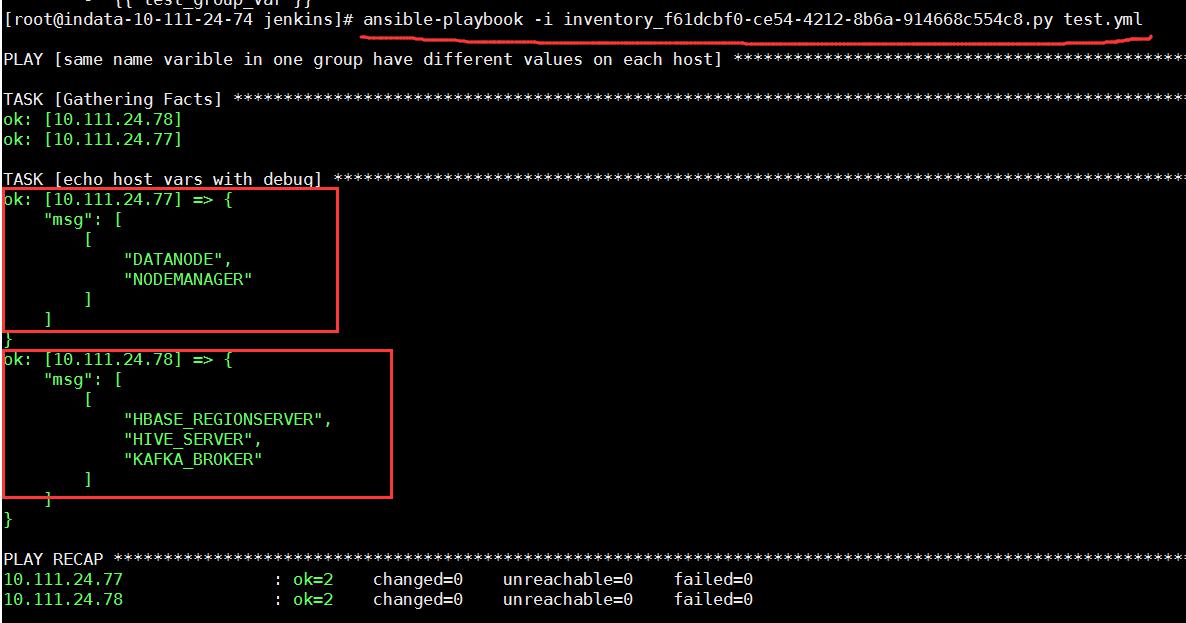 - {{ test_group_var }}
[root@indata-10-111-24-74 jenkins]# ansible-playbook -i inventory_f61dcbf0-ce54-4212-8b6a-914668c554c8.py test.yml
PLAY [same name varible in one group have different values on each host] **********************************************
TASK [Gathering Facts] ************************************************************************************************
ok: [10.111.24.78]
ok: [10.111.24.77]
TASK [echo host vars with debug] **************************************************************************************
ok: [10.111.24.77] => {
    "msg": [
        [
            "DATANODE",
            "NODEMANAGER"
        ]
    ]
}
ok: [10.111.24.78] => {
    "msg": [
        [
            "HBASE_REGIONSERVER",
            "HIVE_SERVER",
            "KAFKA_BROKER"
        ]
    ]
}
PLAY RECAP ************************************************************************************************************
10.111.24.77               : ok=2    changed=0    unreachable=0    failed=0
10.111.24.78               : ok=2    changed=0    unreachable=0    failed=0